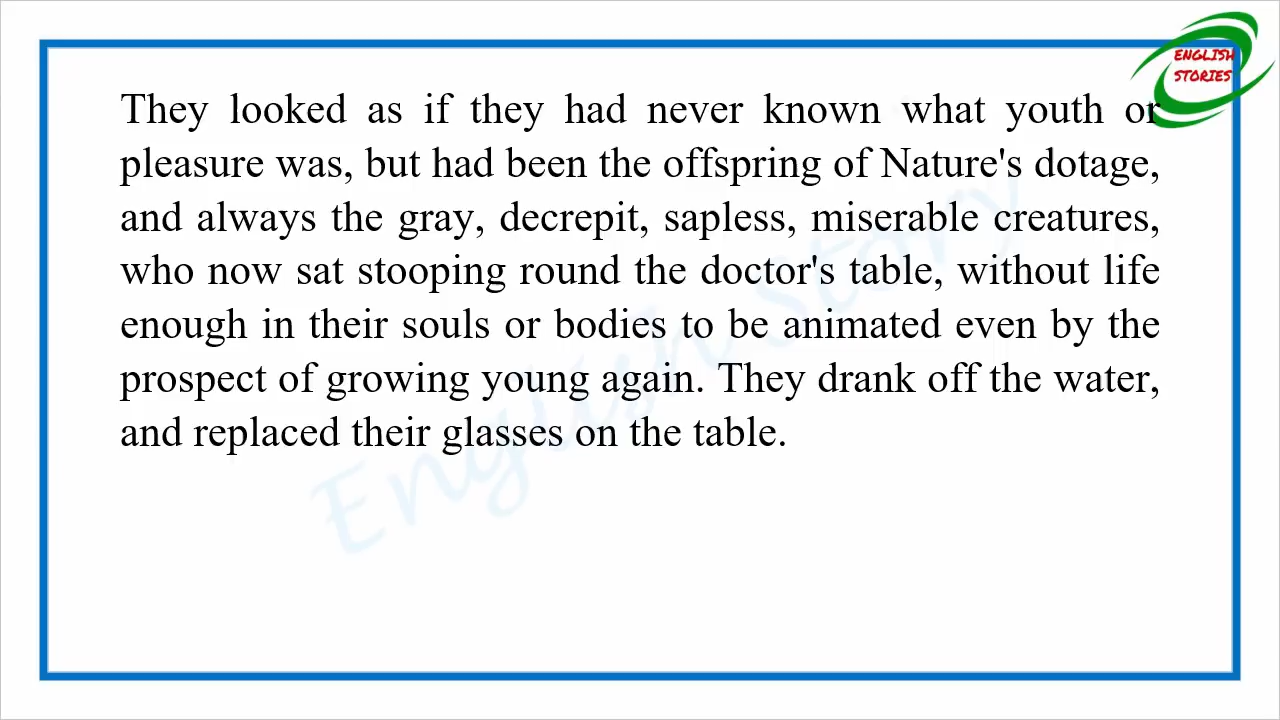 ENGLISH
STORIES
They looked as if they had never known what youth or
pleasure was, but had been the offspring of Nature's dotage,
and always the gray, decrepit, sapless, miserable creatures,
who now sat stooping round the doctor's table, without life
enough in their souls or bodies to be animated even by the
prospect of growing young again. They drank off the water,
and replaced their glasses on the table.
English Story